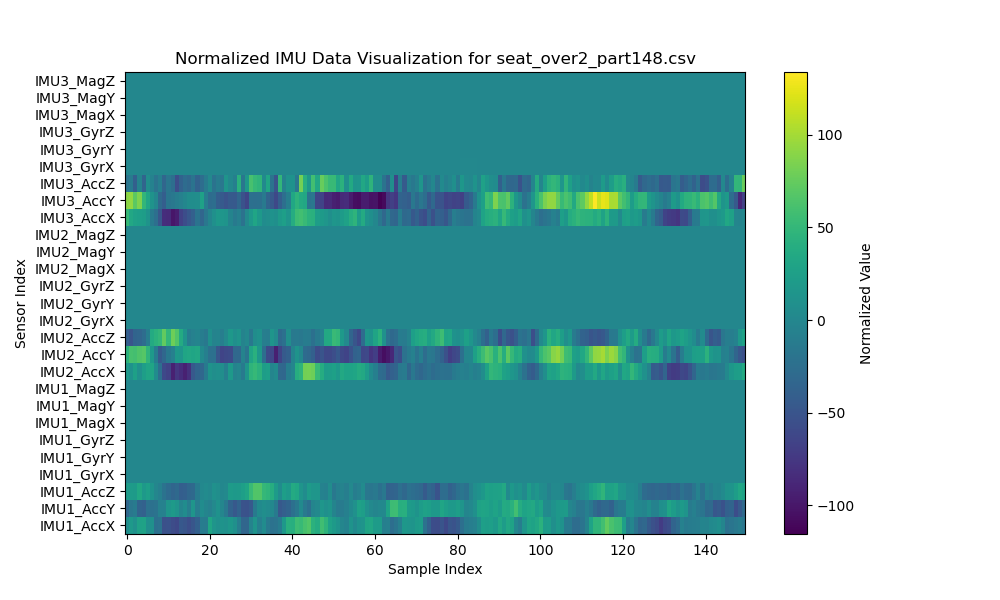 Normalized IMU Data Visualization for seat_over2_part148.csv
IMU3_MagZ
IMU3_MagY
IMU3_MagX
IMU3_GyrZ
IMU3_GyrY
IMU3_GyrX
IMU3_AccZ
IMU3_AccY
IMU3_AccX
IMU2_MagZ
IMU2_MagY
IMU2_MagX
IMU2_GyrZ
IMU2_GyrY
IMU2_GyrX
IMU2_AccZ
IMU2_AccY
IMU2_AccX
IMU1_MagZ
IMU1_MagY
IMU1_MagX
IMU1_GyrZ
IMU1_GyrY
IMU1_GyrX
IMU1_AccZ
IMU1_AccY
IMU1_AccX
Sensor Index
0 20 40 60 80 100 120 140
Sample Index
100
50
0
−50
−100
Normalized Value